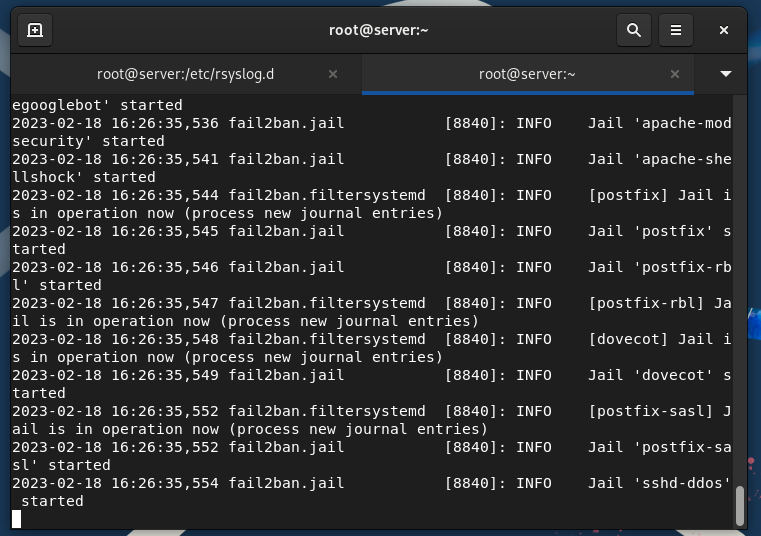 root@server:~
root@server:/etc/rsyslog.d
root@server:~
egooglebot' started
2023-02-18 16:26:35,536 fail2ban.jail           [8840]: INFO    Jail 'apache-mod
security' started
2023-02-18 16:26:35,541 fail2ban.jail           [8840]: INFO    Jail 'apache-she
llshock' started
2023-02-18 16:26:35,544 fail2ban.filtersystemd  [8840]: INFO    [postfix] Jail i
s in operation now (process new journal entries)
2023-02-18 16:26:35,545 fail2ban.jail           [8840]: INFO    Jail 'postfix' s
tarted
2023-02-18 16:26:35,546 fail2ban.jail           [8840]: INFO    Jail 'postfix-rb
l' started
2023-02-18 16:26:35,547 fail2ban.filtersystemd  [8840]: INFO    [postfix-rbl] Ja
il is in operation now (process new journal entries)
2023-02-18 16:26:35,548 fail2ban.filtersystemd  [8840]: INFO    [dovecot] Jail i
s in operation now (process new journal entries)
2023-02-18 16:26:35,549 fail2ban.jail           [8840]: INFO    Jail 'dovecot' s
tarted
2023-02-18 16:26:35,552 fail2ban.filtersystemd  [8840]: INFO    [postfix-sasl] J
ail is in operation now (process new journal entries)
2023-02-18 16:26:35,552 fail2ban.jail           [8840]: INFO    Jail 'postfix-sa
sl' started
2023-02-18 16:26:35,554 fail2ban.jail           [8840]: INFO    Jail 'sshd-ddos'
 started